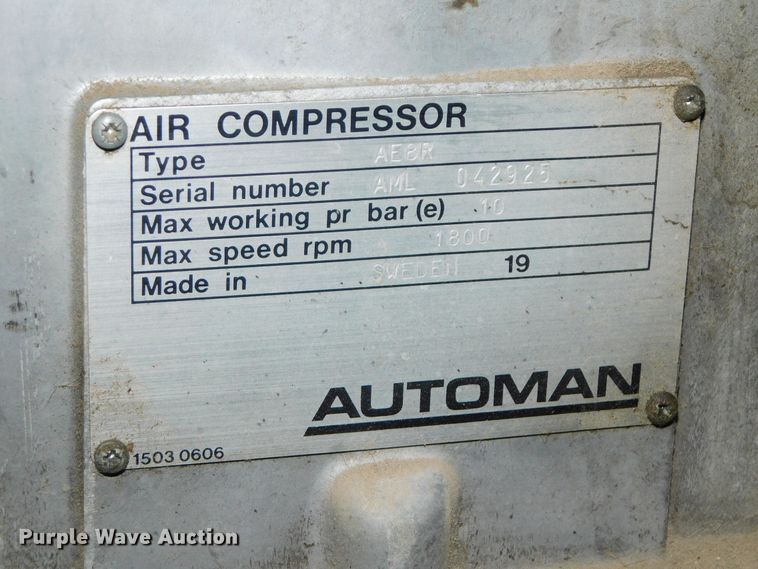 AIR COMPRESSOR
Type AE8R
Serial number AML 042925
Max working pr bar (e) 10
Max speed rpm 1800
Made in SWEDEN 19
AUTOMAN
1503 0606
Purple Wave Auction